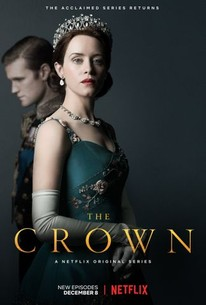 THE ACCLAIMED SERIES RETURNS
THE
CROWN
A NETFLIX ORIGINAL SERIES
NEW EPISODES
DECEMBER 8
NETFLIX